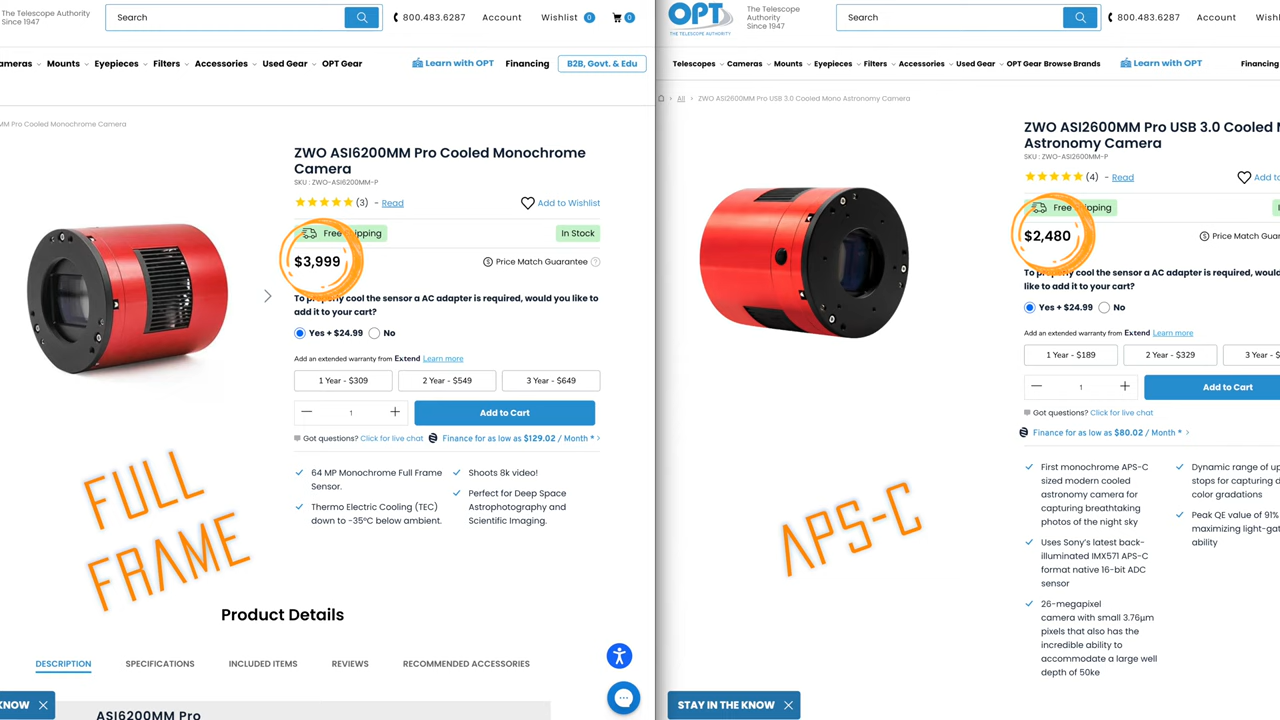 The Telescope Authority
Since 1947
Search
800.483.6287
Account
Wishlist 0
0
ameras
Mounts
Eyepieces
Filters
Accessories
Used Gear
OPT Gear
Learn with OPT
Financing
B2B, Govt. & Edu
MM Pro Cooled Monochrome Camera
ZWO ASI6200MM Pro Cooled Monochrome
Camera
SKU : ZWO-ASI6200MM-P
(3) - Read
Add to Wishlist
Free Shipping
In Stock
$3,999
Price Match Guarantee ?
To properly cool the sensor a AC adapter is required, would you like to
add it to your cart?
Yes + $24.99
No
Add an extended warranty from Extend Learn more
1 Year - $309
2 Year - $549
3 Year - $649
1
Add to Cart
Got questions? Click for live chat
Finance for as low as $129.02 / Month * >
64 MP Monochrome Full Frame
Sensor.
Thermo Electric Cooling (TEC)
down to -35ºC below ambient.
Shoots 8k video!
Perfect for Deep Space
Astrophotography and
Scientific Imaging.
FULL
FRAME
Product Details
DESCRIPTION
SPECIFICATIONS
INCLUDED ITEMS
REVIEWS
RECOMMENDED ACCESSORIES
KNOW
ASI6200MM Pro
OPT
THE TELESCOPE AUTHORITY
The Telescope
Authority
Since 1947
Search
800.483.6287
Account
Wishl
Telescopes
Cameras
Mounts
Eyepieces
Filters
Accessories
Used Gear
OPT Gear
Browse Brands
Learn with OPT
Financing
> All > ZWO ASI2600MM Pro USB 3.0 Cooled Mono Astronomy Camera
ZWO ASI2600MM Pro USB 3.0 Cooled M
Astronomy Camera
SKU : ZWO-ASI2600MM-P
(4) - Read
Add to
Free Shipping
$2,480
Price Match Guar
To properly cool the sensor a AC adapter is required, would you
like to add it to your cart?
Yes + $24.99
No
Add an extended warranty from Extend Learn more
1 Year - $189
2 Year - $329
3 Year -
1
Add to Cart
Got questions? Click for live chat
Finance for as low as $80.02 / Month * >
First monochrome APS-C
sized modern cooled
astronomy camera for
capturing breathtaking
photos of the night sky
Uses Sony's latest back-
illuminated IMX571 APS-C
format native 16-bit ADC
sensor
26-megapixel
camera with small 3.76µm
pixels that also has the
incredible ability to
accommodate a large well
depth of 50ke
Dynamic range of up
stops for capturing d
color gradations
Peak QE value of 91%
maximizing light-gat
ability
APS-C
STAY IN THE KNOW